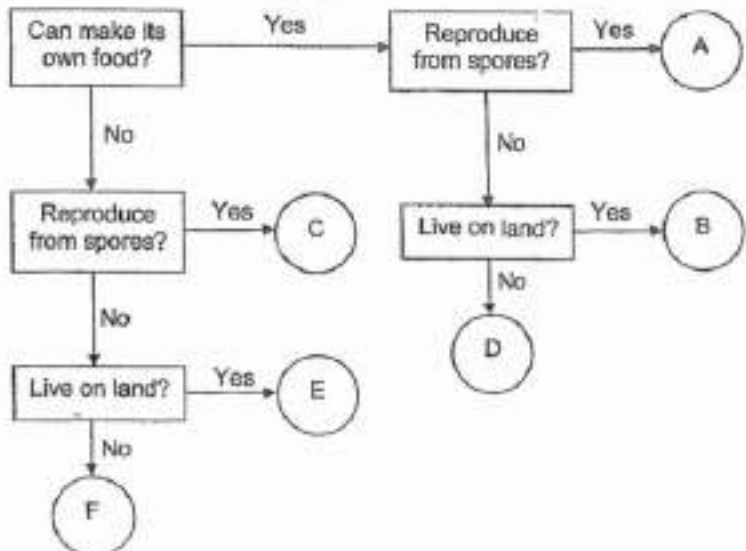 Can make its
own food?
Yes
Reproduce
from spores?
Yes
A
No
No
Reproduce
from spores?
Yes
C
Live on land?
Yes
B
No
No
D
Live on land?
Yes
E
No
F